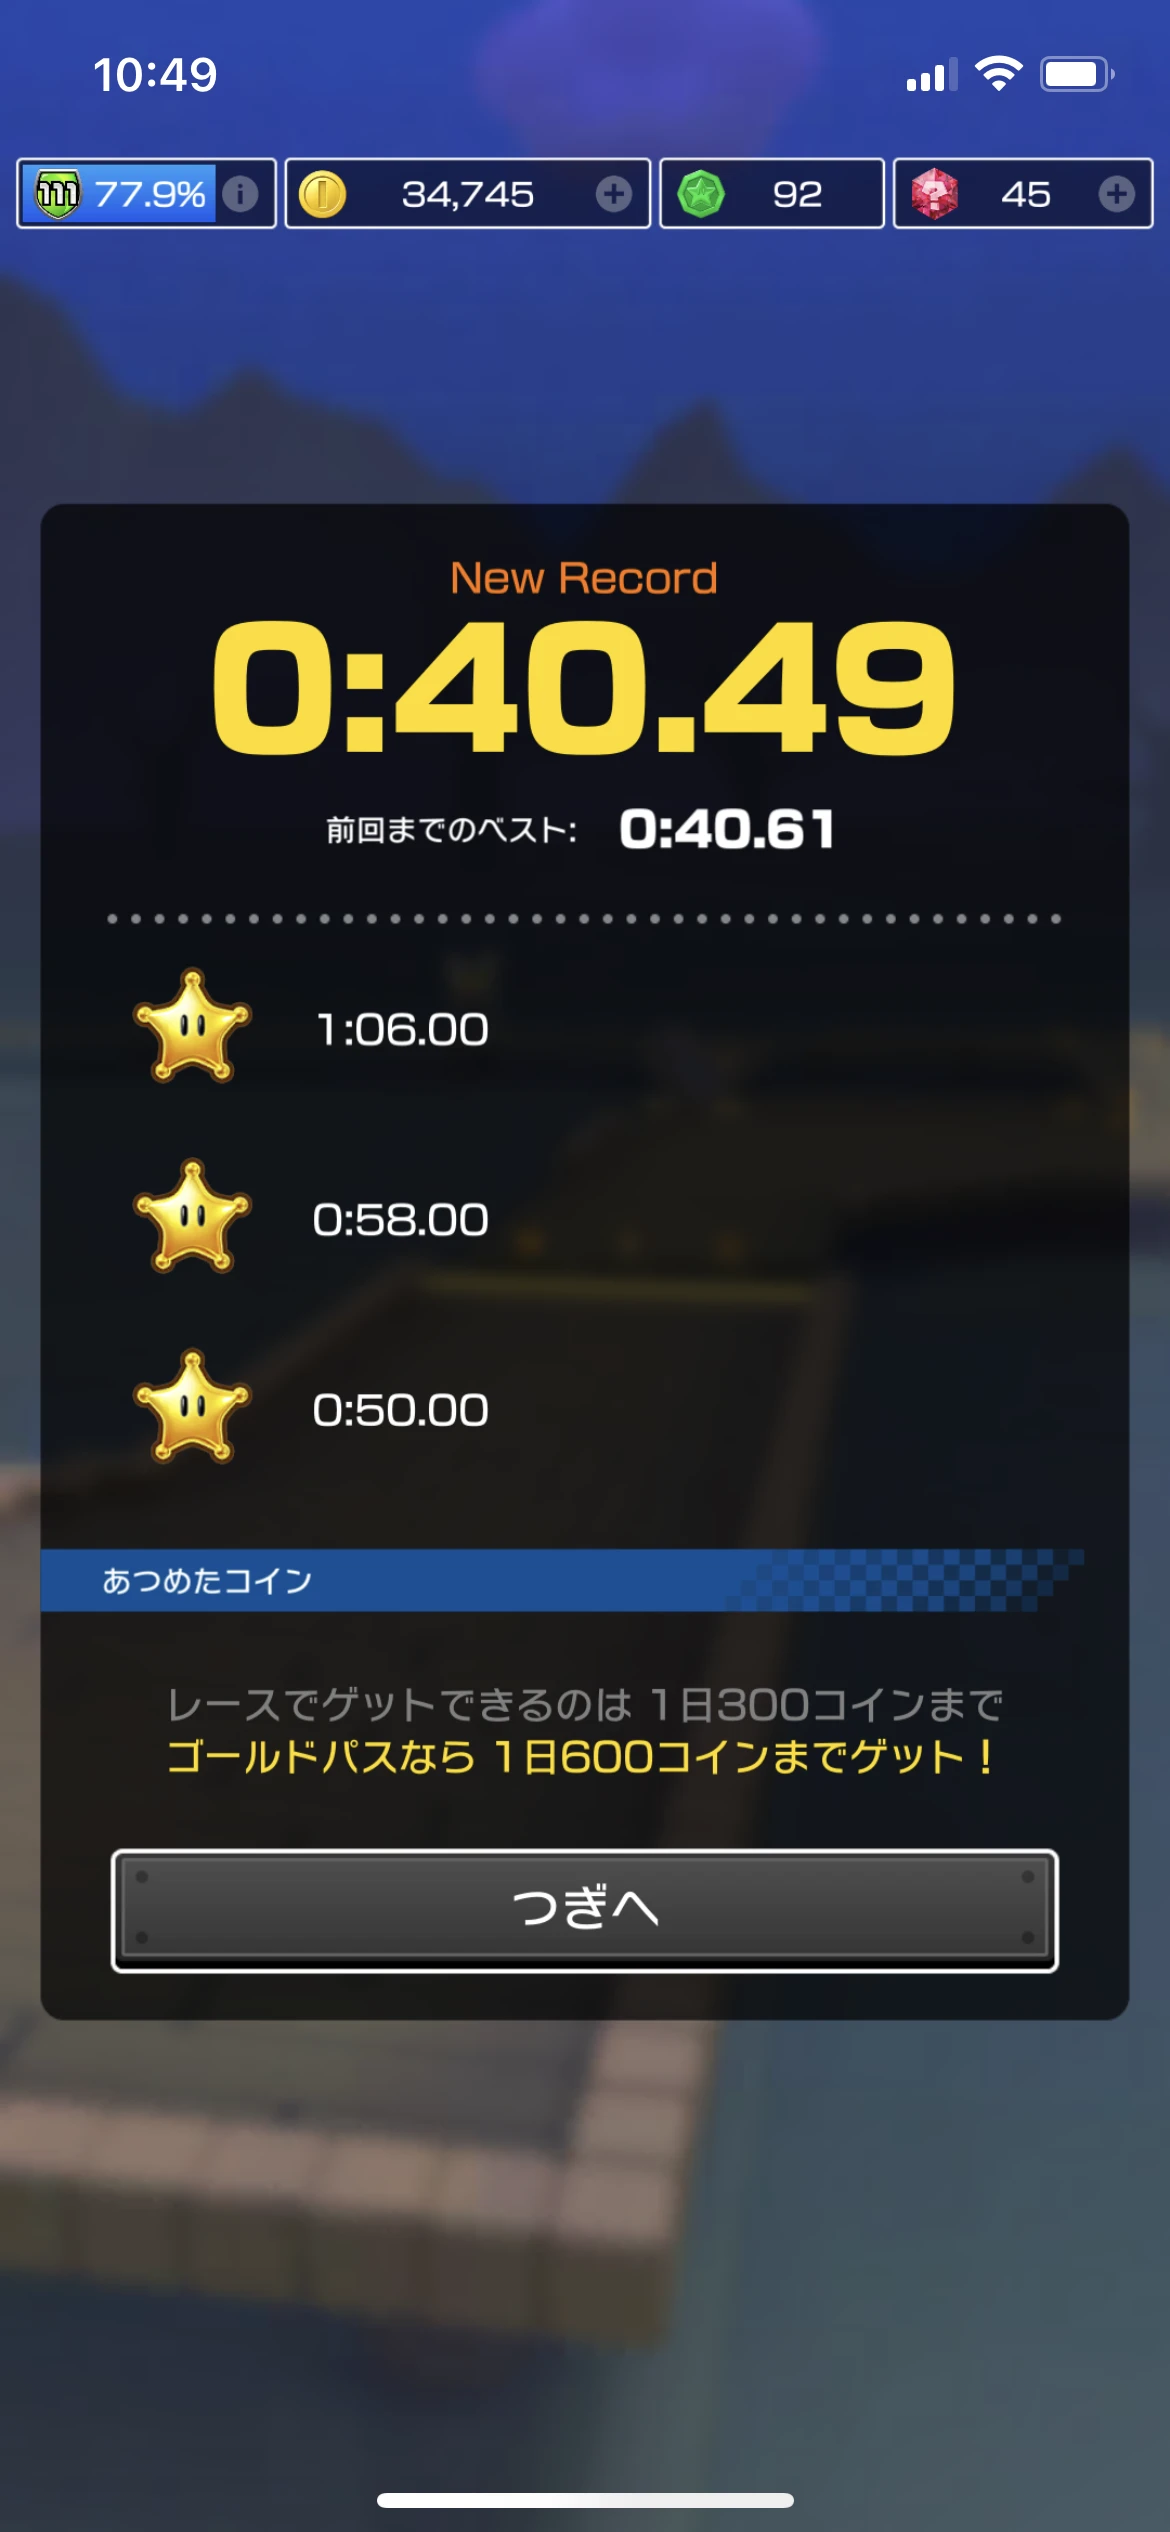 10:49
111 77.9% i 34,745 + 92 ? 45 +
New Record
0:40.49
前回までのベスト: 0:40.61
1:06.00
0:58.00
0:50.00
あつめたコイン
レースでゲットできるのは 1日300コインまで
ゴールドパスなら 1日600コインまでゲット！
つぎへ